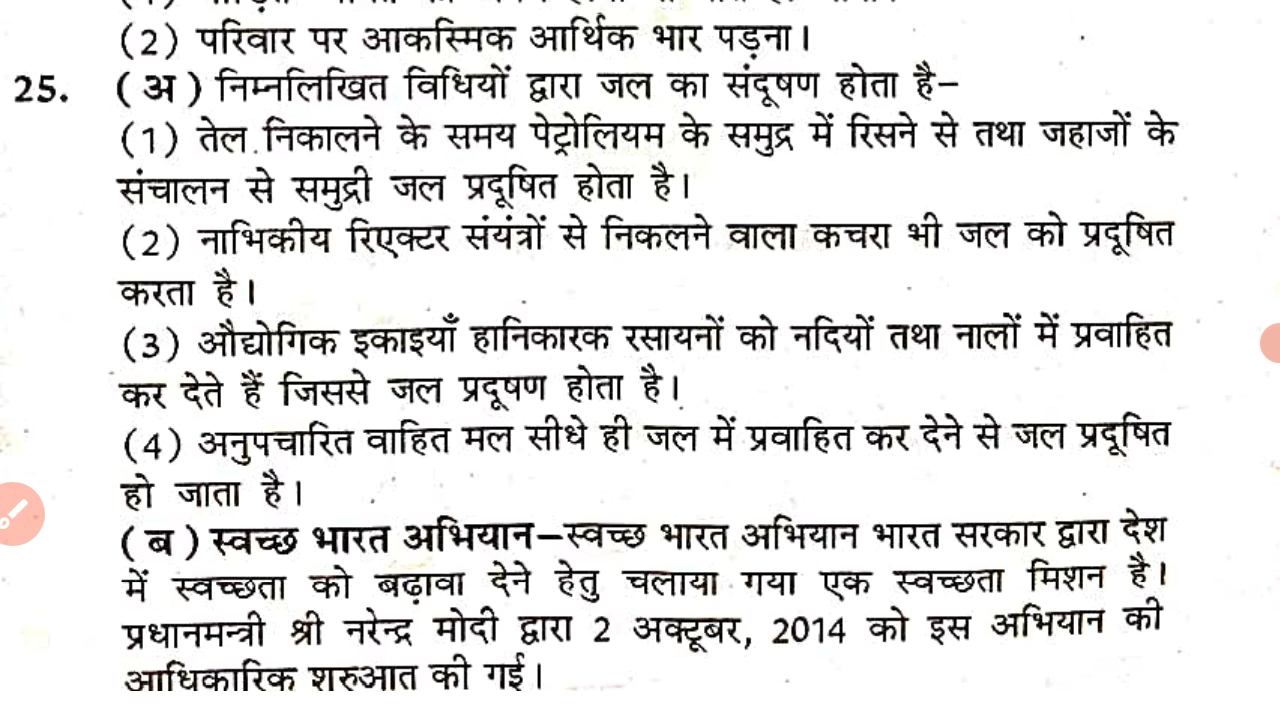 (2) परिवार पर आकस्मिक आर्थिक भार पड़ना।
25. (अ) निम्नलिखित विधियों द्वारा जल का संदूषण होता है–
(1) तेल निकालने के समय पेट्रोलियम के समुद्र में रिसने से तथा जहाजों के
संचालन से समुद्री जल प्रदूषित होता है।
(2) नाभिकीय रिएक्टर संयंत्रों से निकलने वाला कचरा भी जल को प्रदूषित
करता है।
(3) औद्योगिक इकाइयाँ हानिकारक रसायनों को नदियों तथा नालों में प्रवाहित
कर देते हैं जिससे जल प्रदूषण होता है।
(4) अनुपचारित वाहित मल सीधे ही जल में प्रवाहित कर देने से जल प्रदूषित
हो जाता है।
(ब) स्वच्छ भारत अभियान–स्वच्छ भारत अभियान भारत सरकार द्वारा देश
में स्वच्छता को बढ़ावा देने हेतु चलाया गया एक स्वच्छता मिशन है।
प्रधानमन्त्री श्री नरेन्द्र मोदी द्वारा 2 अक्टूबर, 2014 को इस अभियान की
आधिकारिक शुरुआत की गई।